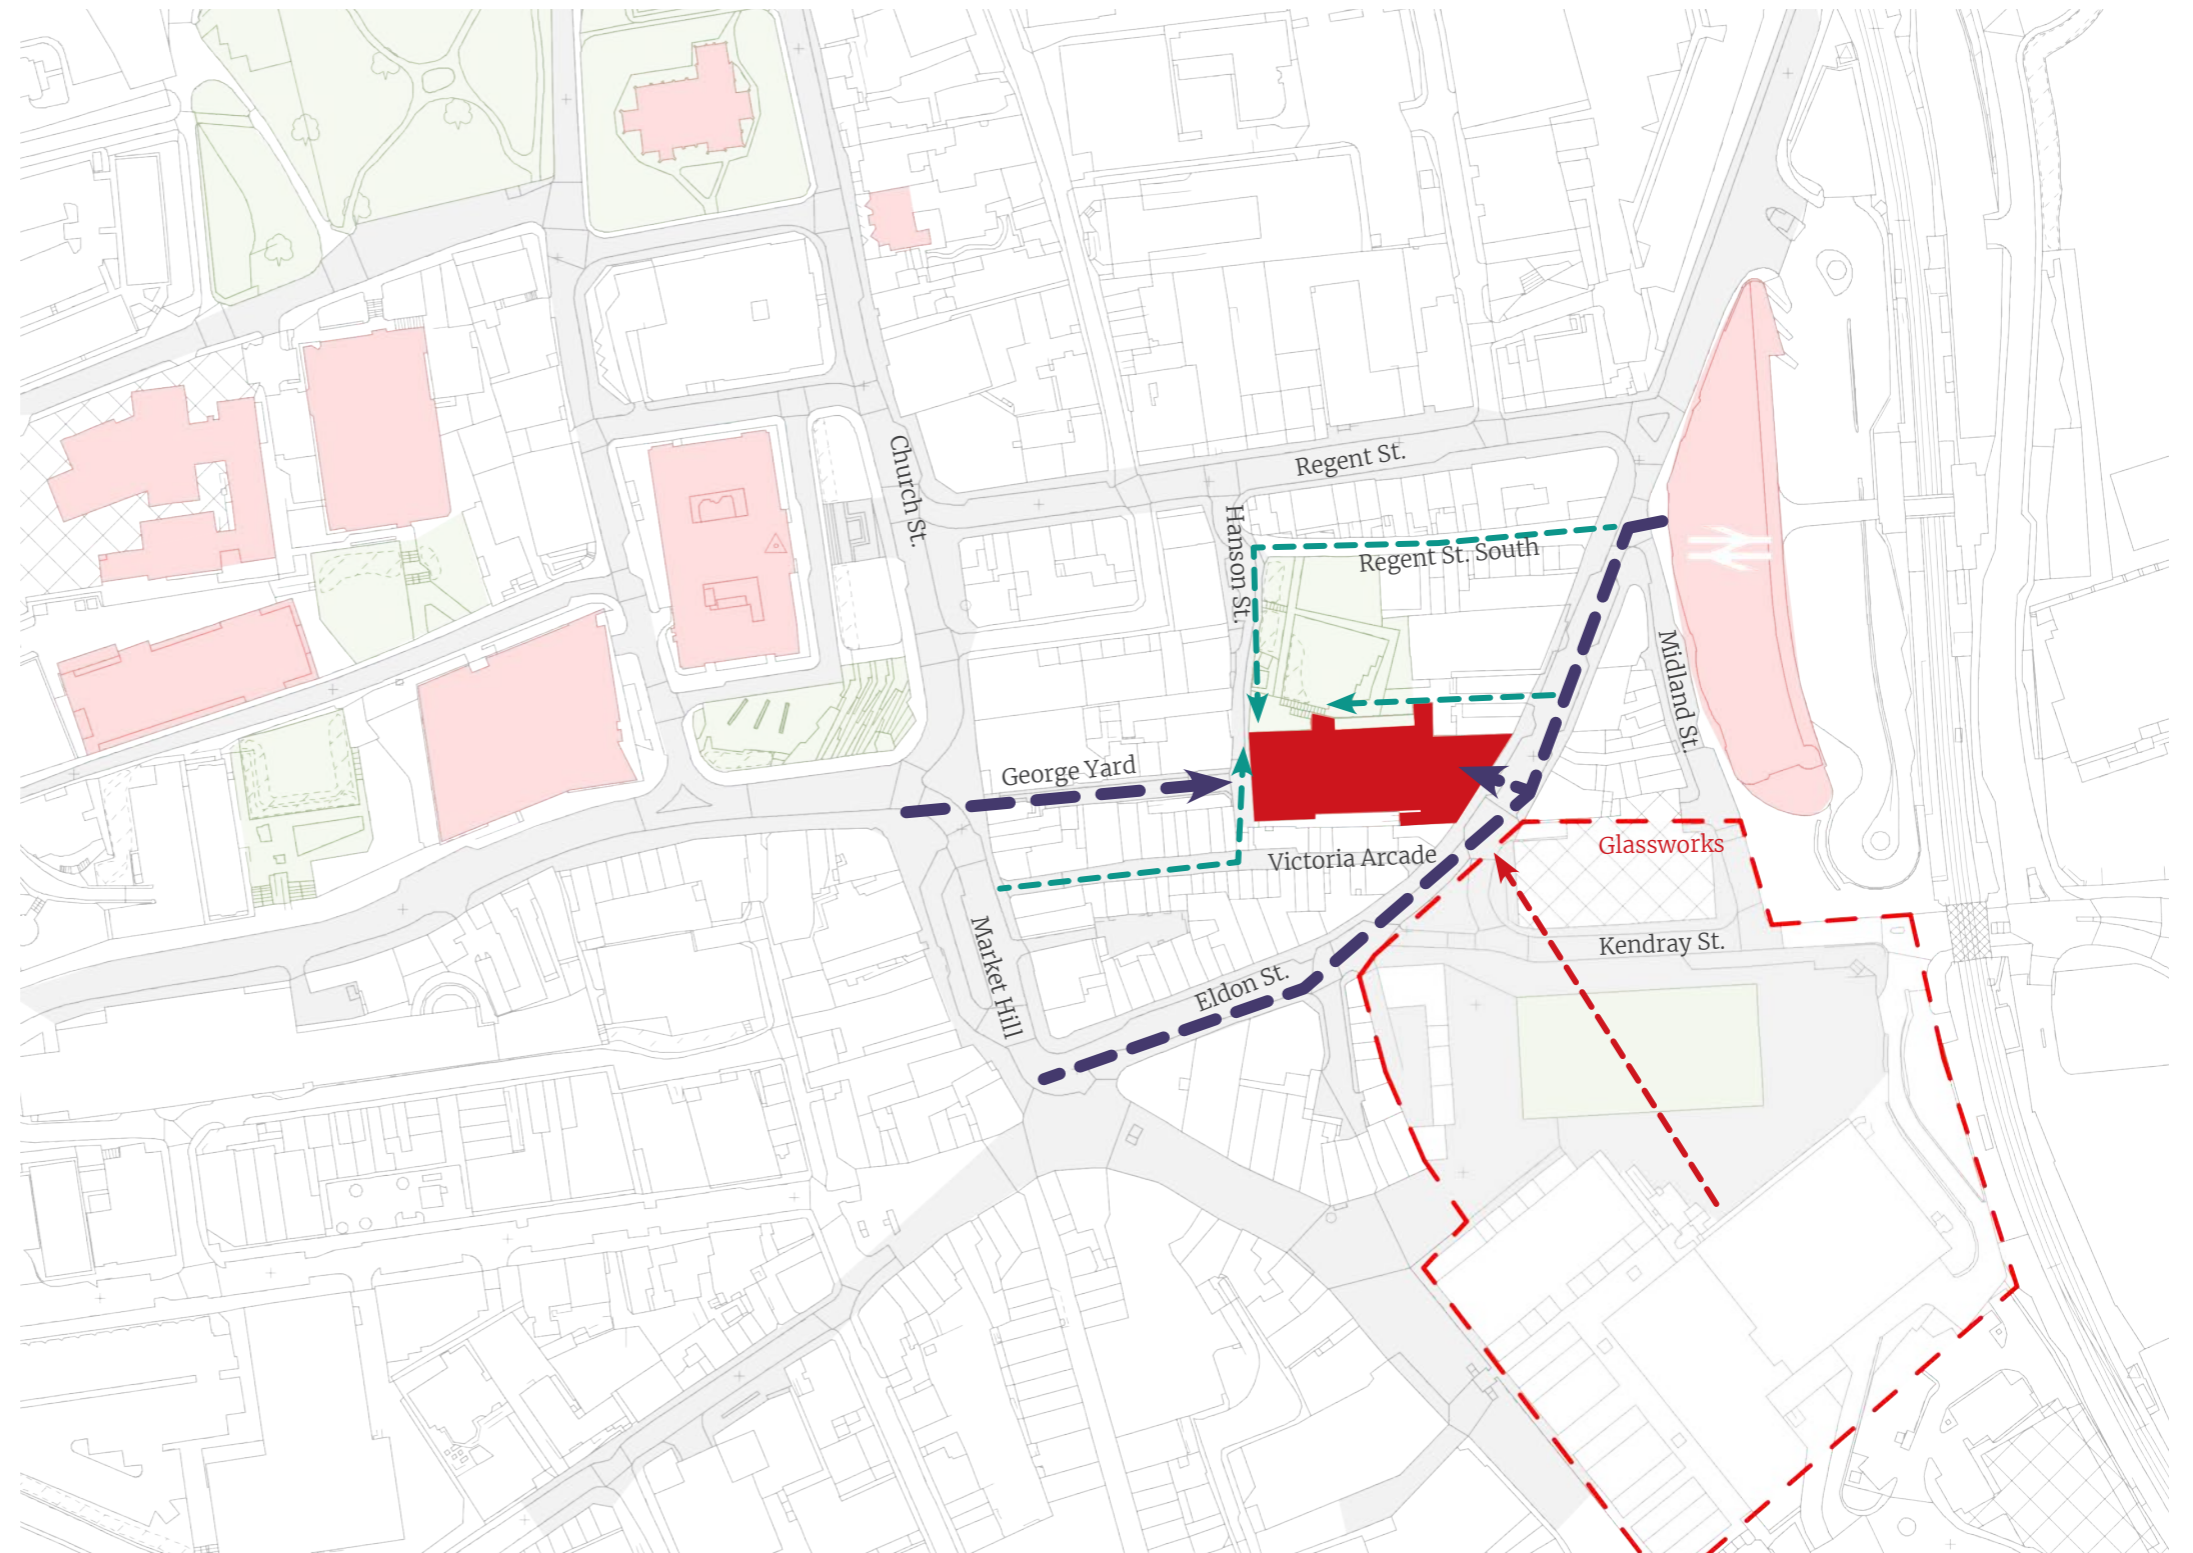 Church St.
Regent St.
Hanson St.
Regent St. South
Midland St.
George Yard
Glassworks
Victoria Arcade
Market Hill
Kendray St.
Eldon St.